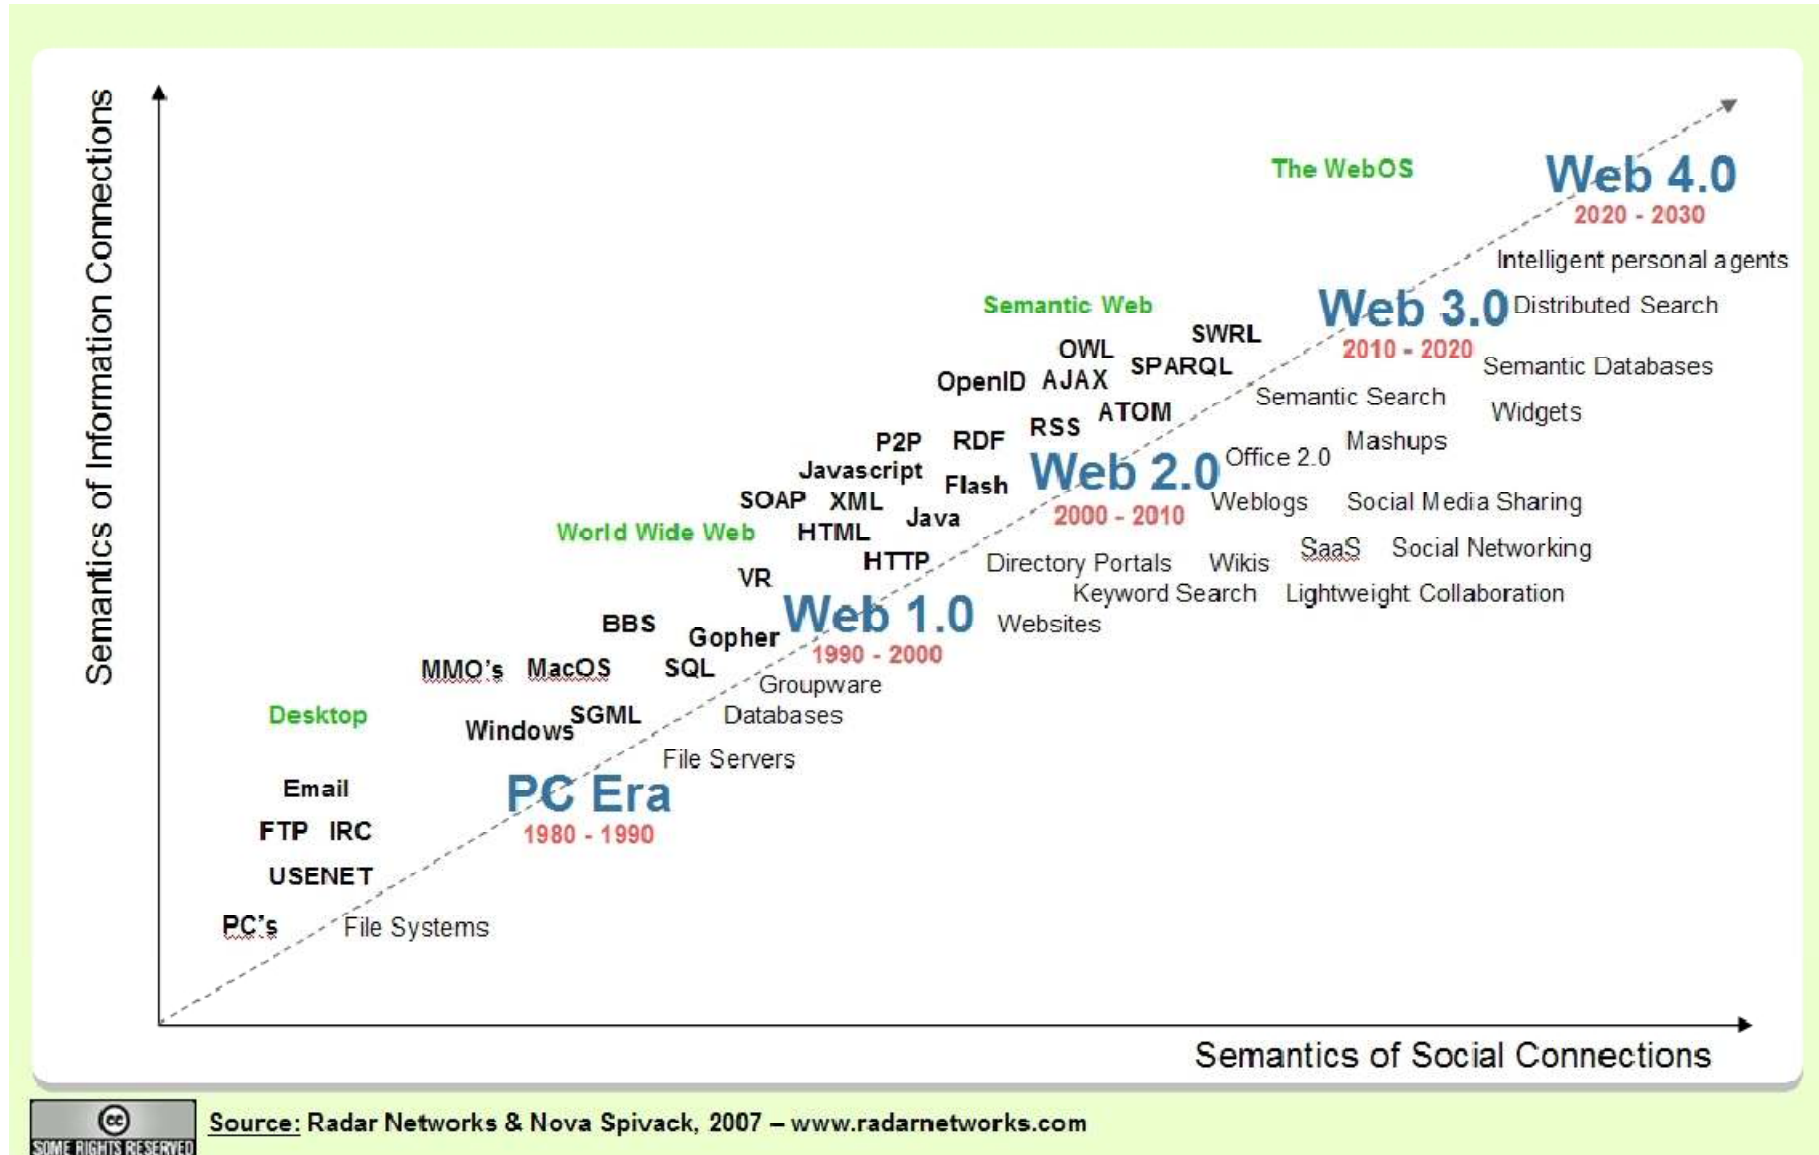 Semantics of Information Connections
The WebOS
Web 4.0
2020 - 2030
Intelligent personal agents
Semantic Web
Web 3.0
Distributed Search
2010 - 2020
SWRL
OWL
SPARQL
Semantic Databases
OpenID
AJAX
Semantic Search
Widgets
ATOM
RSS
P2P
RDF
Mashups
Office 2.0
Javascript
Web 2.0
Flash
SOAP
XML
2000 - 2010
Weblogs
Social Media Sharing
Java
World Wide Web
HTML
SaaS
Social Networking
HTTP
Directory Portals
Wikis
VR
Keyword Search
Lightweight Collaboration
Web 1.0
Websites
BBS
Gopher
1990 - 2000
MMO's
MacOS
SQL
Groupware
Desktop
SGML
Databases
Windows
File Servers
Email
PC Era
1980 - 1990
FTP
IRC
USENET
PC's
File Systems
Semantics of Social Connections
cc
SOME RIGHTS RESERVED
Source: Radar Networks & Nova Spivack, 2007 – www.radarnetworks.com